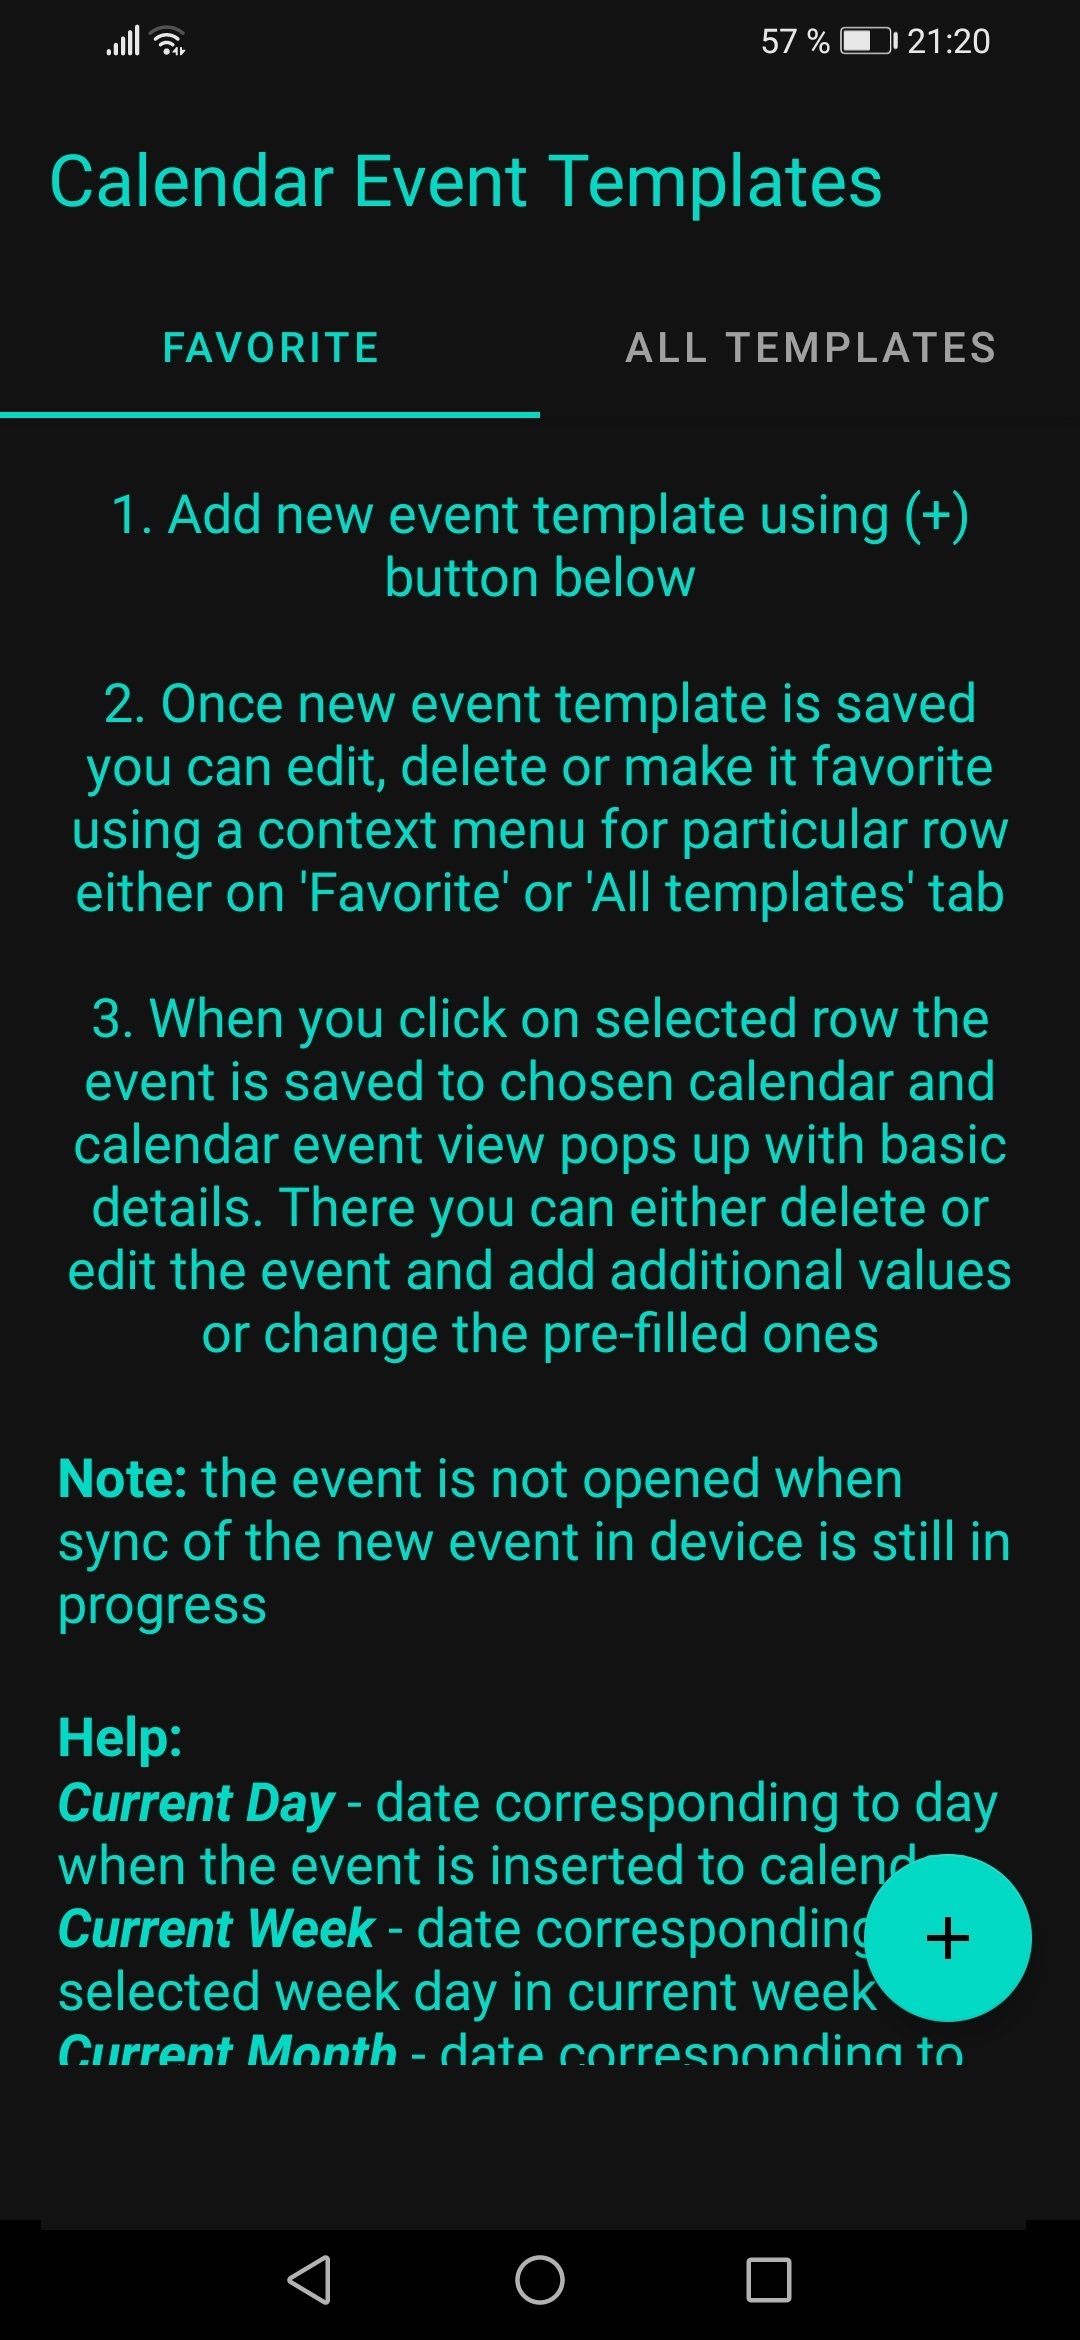 57 % 21:20
Calendar Event Templates
FAVORITE ALL TEMPLATES
1. Add new event template using (+)
button below
2. Once new event template is saved
you can edit, delete or make it favorite
using a context menu for particular row
either on 'Favorite' or 'All templates' tab
3. When you click on selected row the
event is saved to chosen calendar and
calendar event view pops up with basic
details. There you can either delete or
edit the event and add additional values
or change the pre-filled ones
Note: the event is not opened when
sync of the new event in device is still in
progress
Help:
Current Day - date corresponding to day
when the event is inserted to
Current Week - date corresponding
selected week day in current week
Current Month - date corresponding to